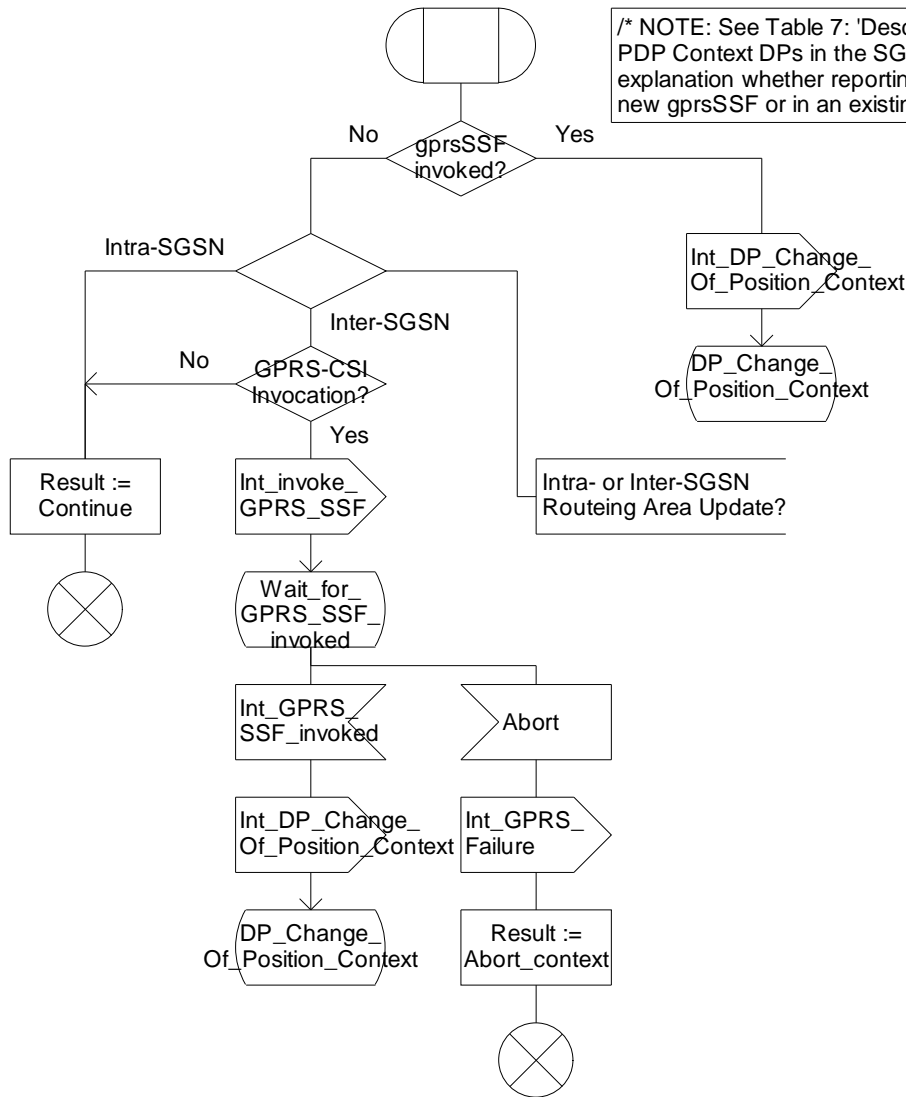 /* NOTE: See Table 7: 'Desc
PDP Context DPs in the SG
explanation whether reportin
new gprsSSF or in an existin
No
gprsSSF
invoked?
Yes
Intra-SGSN
Int_DP_Change_
Of_Position_Context
Inter-SGSN
DP_Change_
Of_Position_Context
No
GPRS-CSI
Invocation?
Yes
Result :=
Continue
Int_invoke_
GPRS_SSF
Intra- or Inter-SGSN
Routeing Area Update?
Wait_for_
GPRS_SSF_
invoked
Int_GPRS_
SSF_invoked
Abort
Int_DP_Change_
Of_Position_Context
Int_GPRS_
Failure
DP_Change_
Of_Position_Context
Result :=
Abort_context